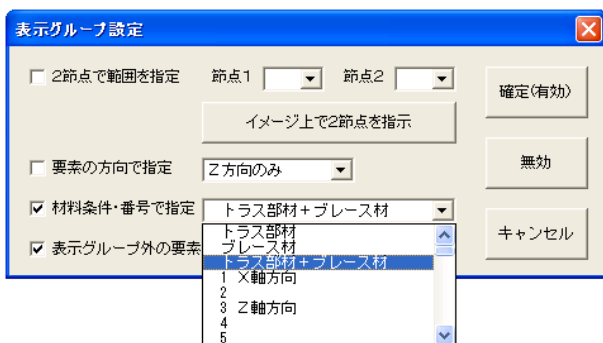 表示グループ設定
2節点で範囲を指定 節点1 節点2
確定(有効)
イメージ上で2節点を指示
要素の方向で指定 Z方向のみ
無効
材料条件・番号で指定 トラス部材+ブレース材
キャンセル
表示グループ外の要素
トラス部材
ブレース材
トラス部材+ブレース材
1 X軸方向
2
3 Z軸方向
4
5